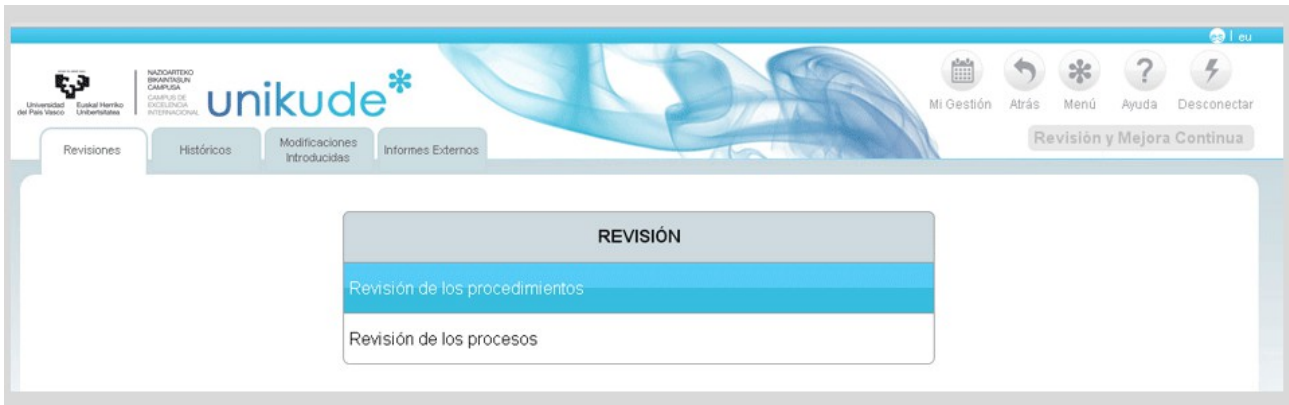 es | eu
Universidad del País Vasco
Euskal Herriko Unibertsitatea
NAZIOARTEKO
BIKAINTASUN
CAMPUSA
CAMPUS DE
EXCELENCIA
INTERNACIONAL
unikude*
Mi Gestión Atrás Menú Ayuda Desconectar
Revisión y Mejora Continua
Revisiones
Históricos
Modificaciones
Introducidas
Informes Externos
REVISIÓN
Revisión de los procedimientos
Revisión de los procesos